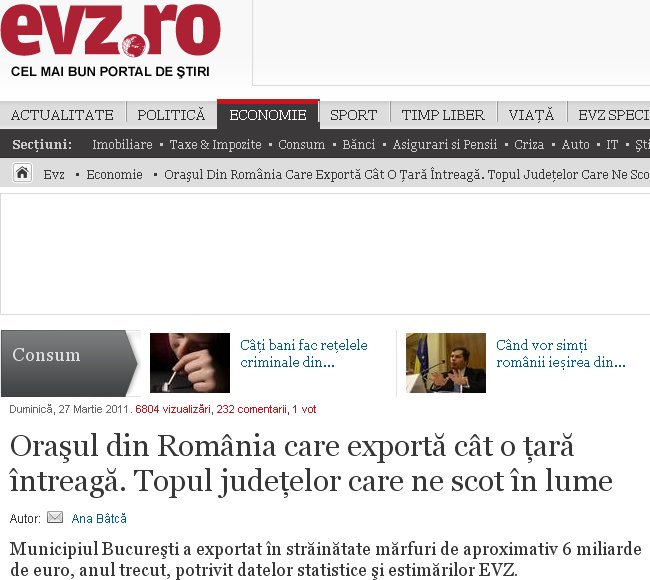 evz.ro
CEL MAI BUN PORTAL DE ŞTIRI
ACTUALITATE POLITICĂ ECONOMIE SPORT TIMP LIBER VIAŢĂ EVZ SPECI
Secţiuni: Imobiliare • Taxe & Impozite • Consum • Bănci • Asigurari si Pensii • Criza • Auto • IT • Şti
Evz • Economie • Oraşul Din România Care Exportă Cât O Ţară Întreagă. Topul Judeţelor Care Ne Sco
Consum
Câţi bani fac reţelele
criminale din...
Când vor simţi
românii ieşirea din...
Duminică, 27 Martie 2011. 6804 vizualizări, 232 comentarii, 1 vot
Oraşul din România care exportă cât o ţară
întreagă. Topul judeţelor care ne scot în lume
Autor: Ana Bâtcă
Municipiul Bucureşti a exportat în străinătate mărfuri de aproximativ 6 miliarde
de euro, anul trecut, potrivit datelor statistice şi estimărilor EVZ.